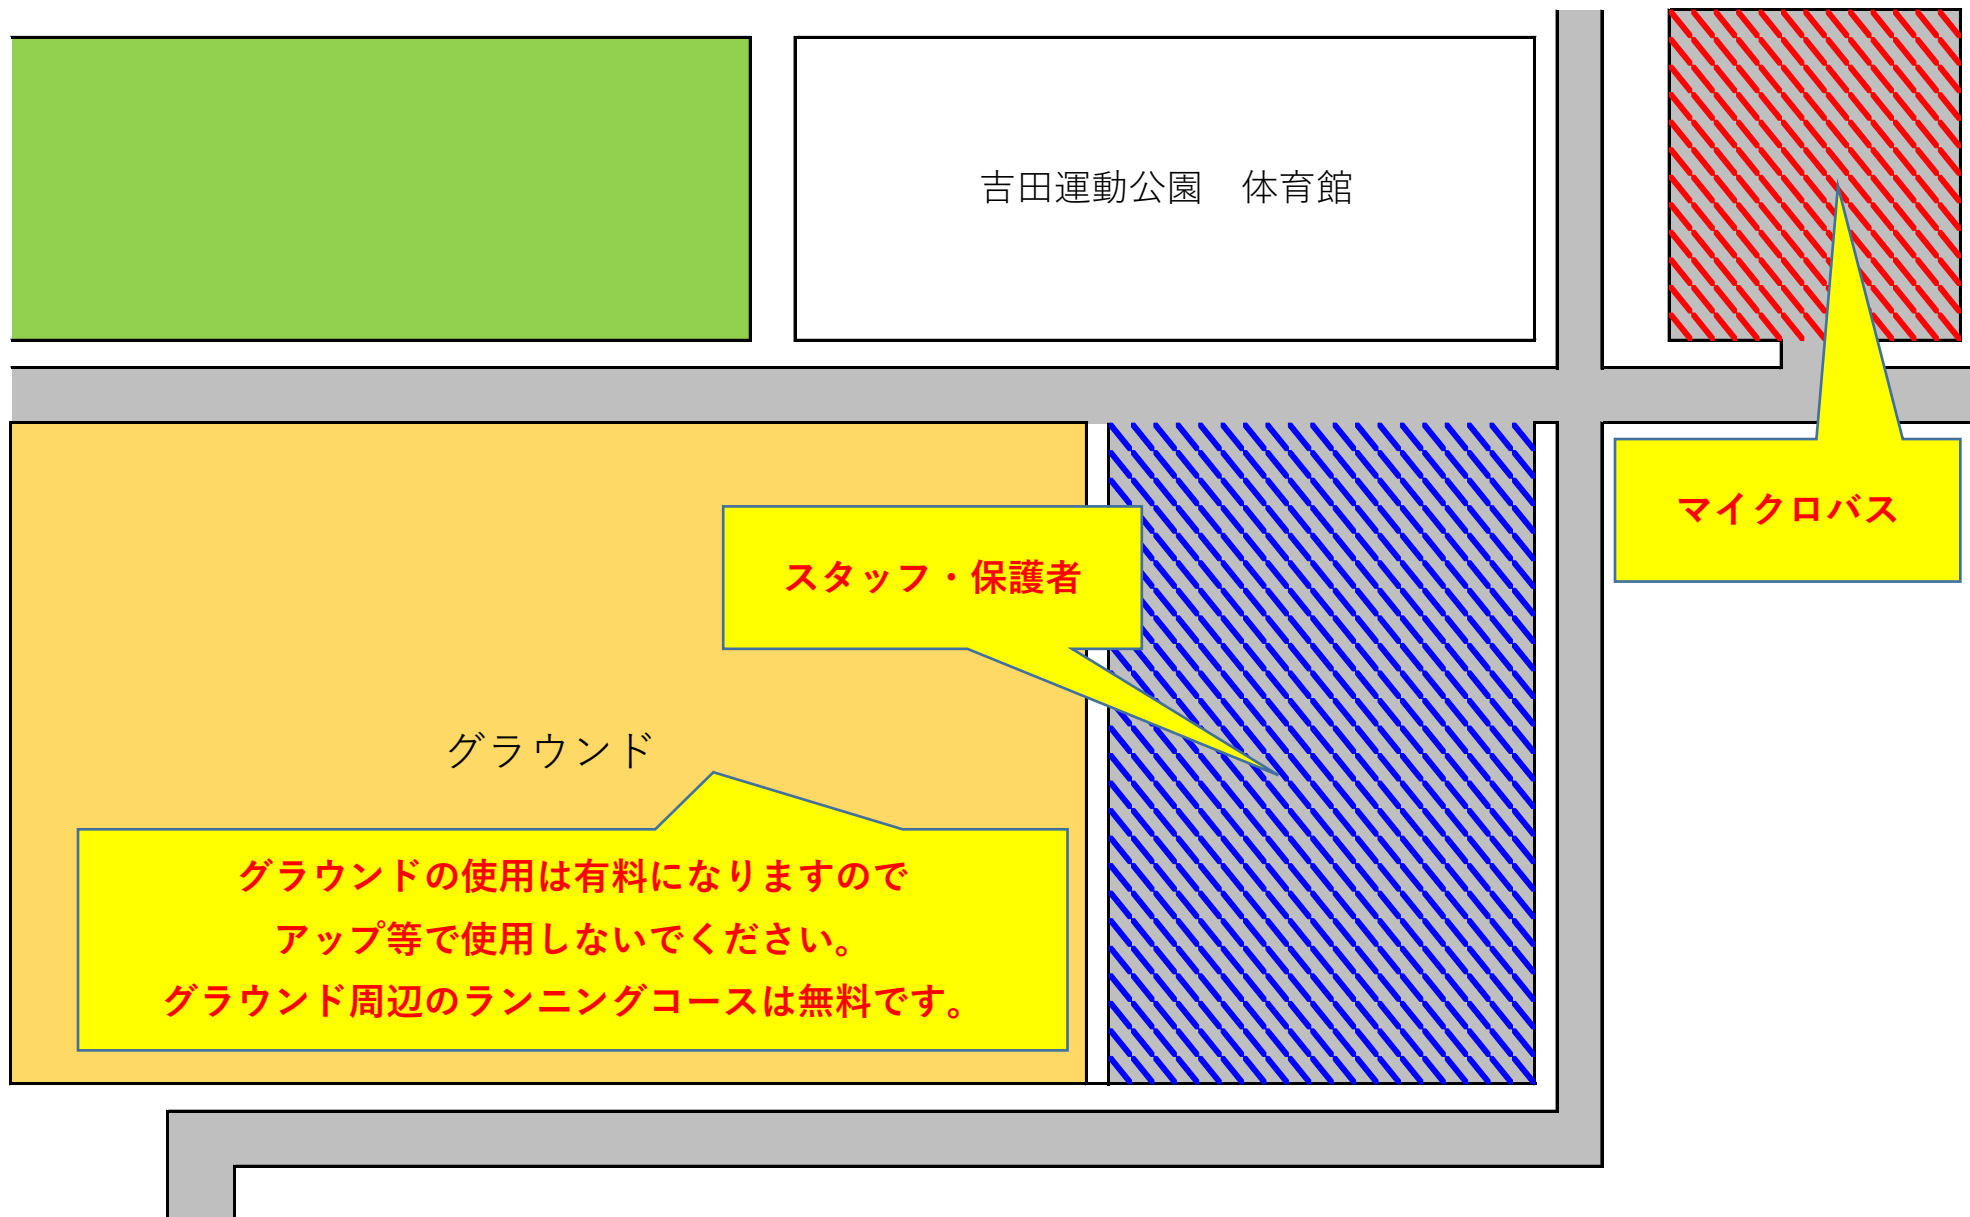 吉田運動公園　体育館
マイクロバス
スタッフ・保護者
グラウンド
グラウンドの使用は有料になりますので
アップ等で使用しないでください。
グラウンド周辺のランニングコースは無料です。